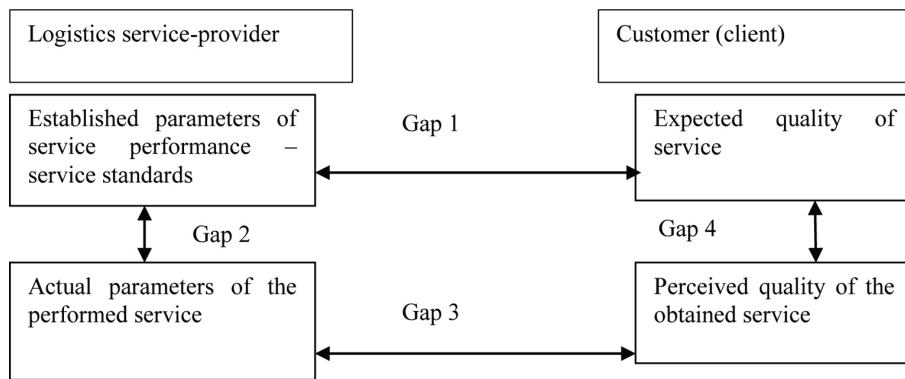 Logistics service-provider
Customer (client)
Established parameters of
service performance –
service standards
Gap 1
Expected quality of
service
Gap 2
Gap 4
Actual parameters of the
performed service
Gap 3
Perceived quality of the
obtained service